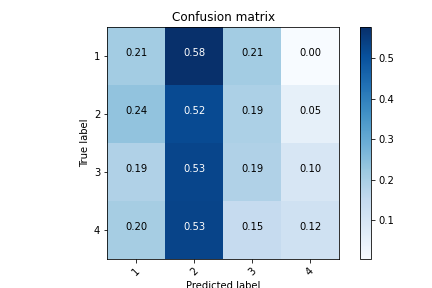 Confusion matrix
1 0.21 0.58 0.21 0.00
2 0.24 0.52 0.19 0.05
3 0.19 0.53 0.19 0.10
4 0.20 0.53 0.15 0.12
1 2 3 4
True label
Predicted label
0.5
0.4
0.3
0.2
0.1